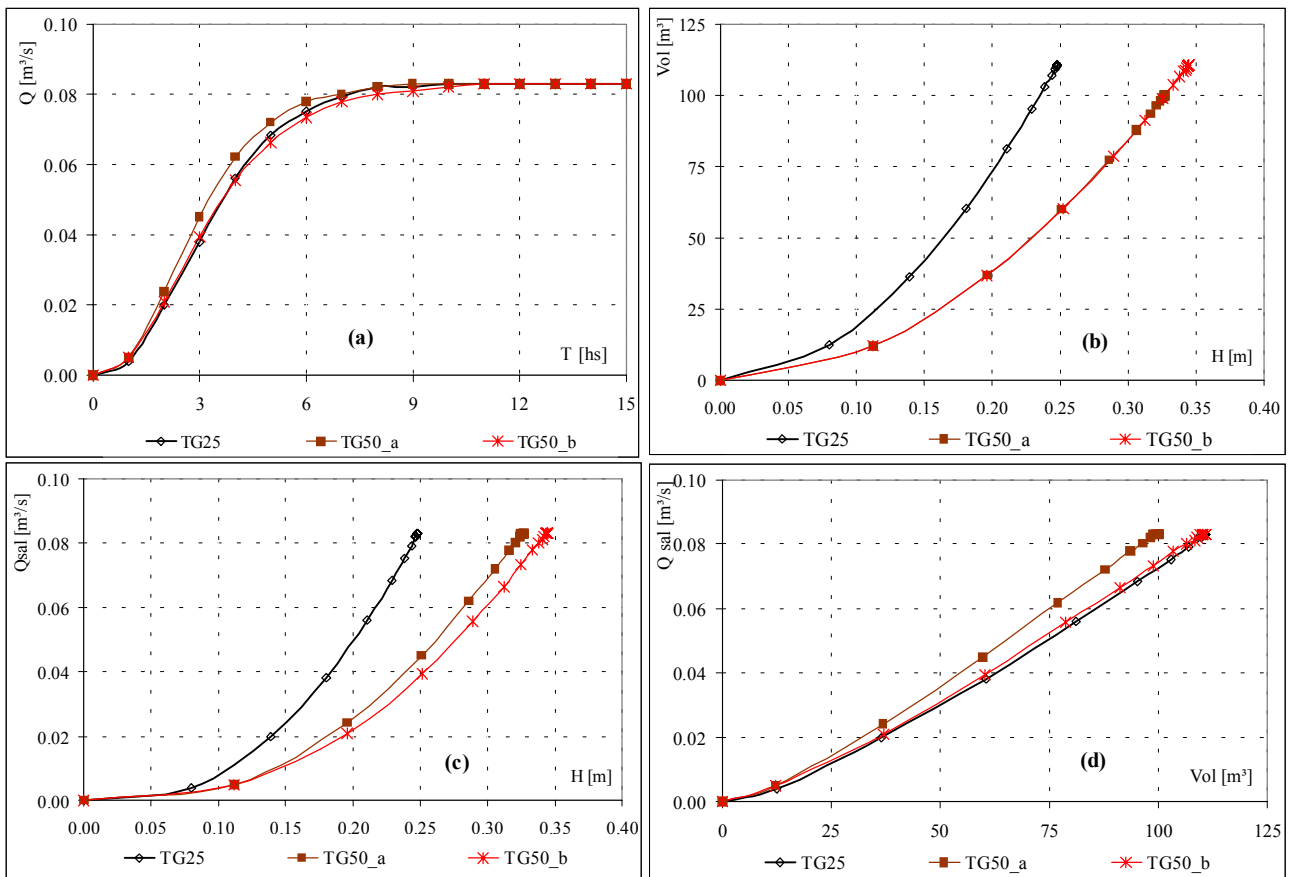 Q [m³/s]
0.10
0.08
0.06
0.04
0.02
0.00
(a)
T [hs]
0 3 6 9 12 15
TG25 TG50_a TG50_b
Vol [m³]
125
100
75
50
25
0
(b)
H [m]
0.00 0.05 0.10 0.15 0.20 0.25 0.30 0.35 0.40
TG25 TG50_a TG50_b
Qsal [m³/s]
0.10
0.08
0.06
0.04
0.02
0.00
(c)
H [m]
0.00 0.05 0.10 0.15 0.20 0.25 0.30 0.35 0.40
TG25 TG50_a TG50_b
Q sal [m³/s]
0.10
0.08
0.06
0.04
0.02
0.00
(d)
Vol [m³]
0 25 50 75 100 125
TG25 TG50_a TG50_b